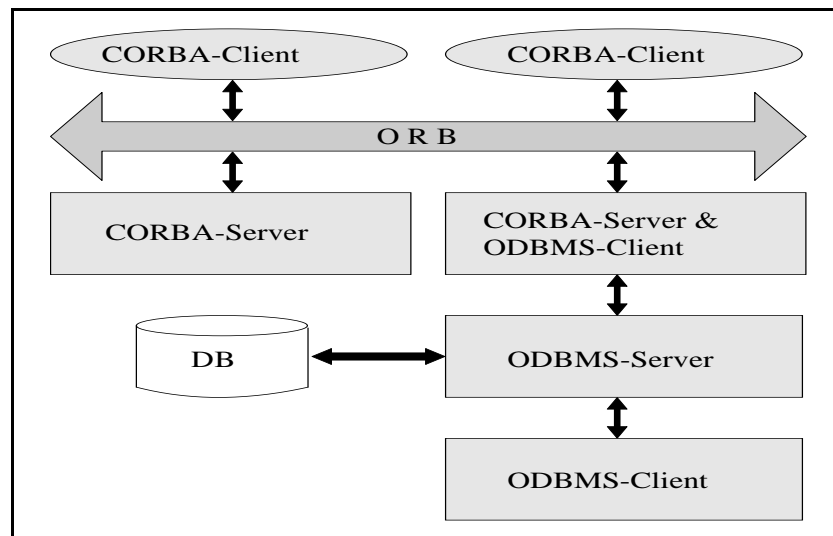 CORBA-Client
CORBA-Client
O R B
CORBA-Server
CORBA-Server &
ODBMS-Client
DB
ODBMS-Server
ODBMS-Client